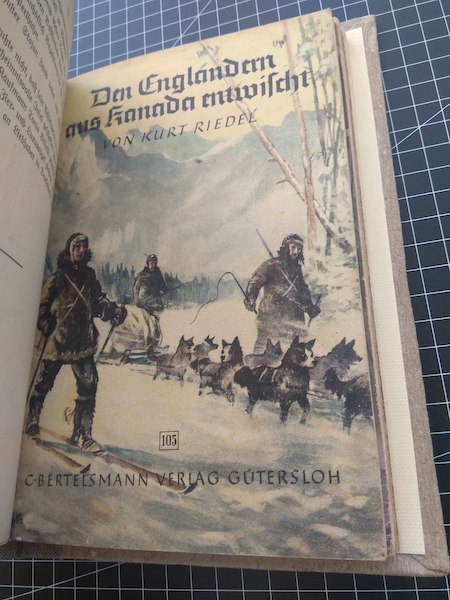 Den Engländern
aus Kanada entwischt
VON KURT RIEDEL
105
C·BERTELSMANN VERLAG GÜTERSLOH